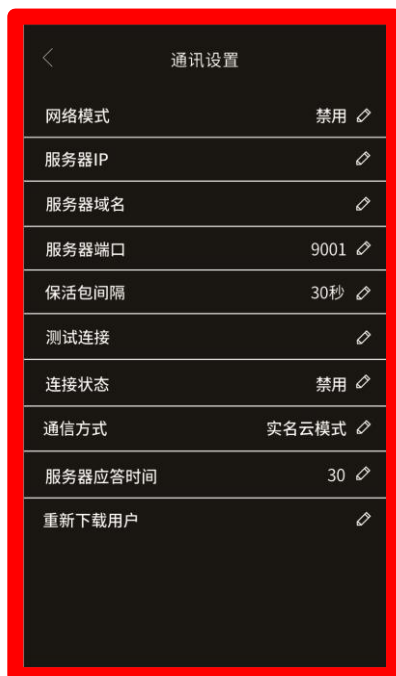 通讯设置
网络模式 禁用
服务器IP
服务器域名
服务器端口 9001
保活包间隔 30秒
测试连接
连接状态 禁用
通信方式 实名云模式
服务器应答时间 30
重新下载用户